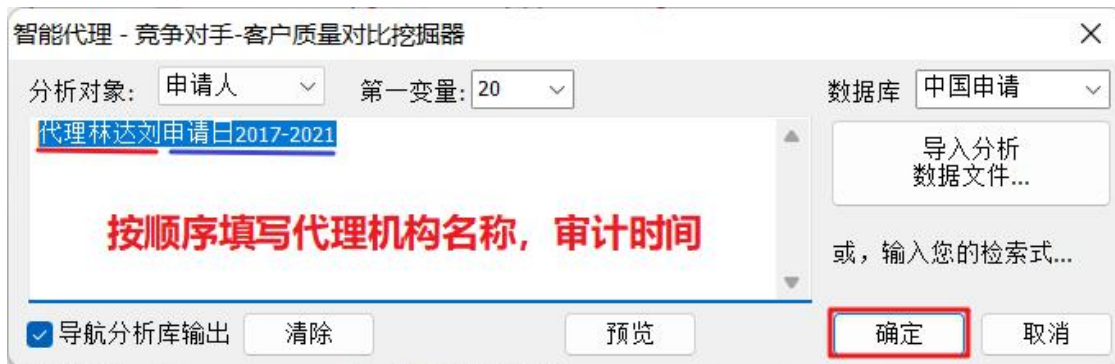 智能代理 - 竞争对手-客户质量对比挖掘器
分析对象: 申请人 第一变量: 20 数据库 中国申请
代理林达刘申请日2017-2021
导入分析
数据文件...
按顺序填写代理机构名称，审计时间
或，输入您的检索式...
导航分析库输出 清除 预览 确定 取消